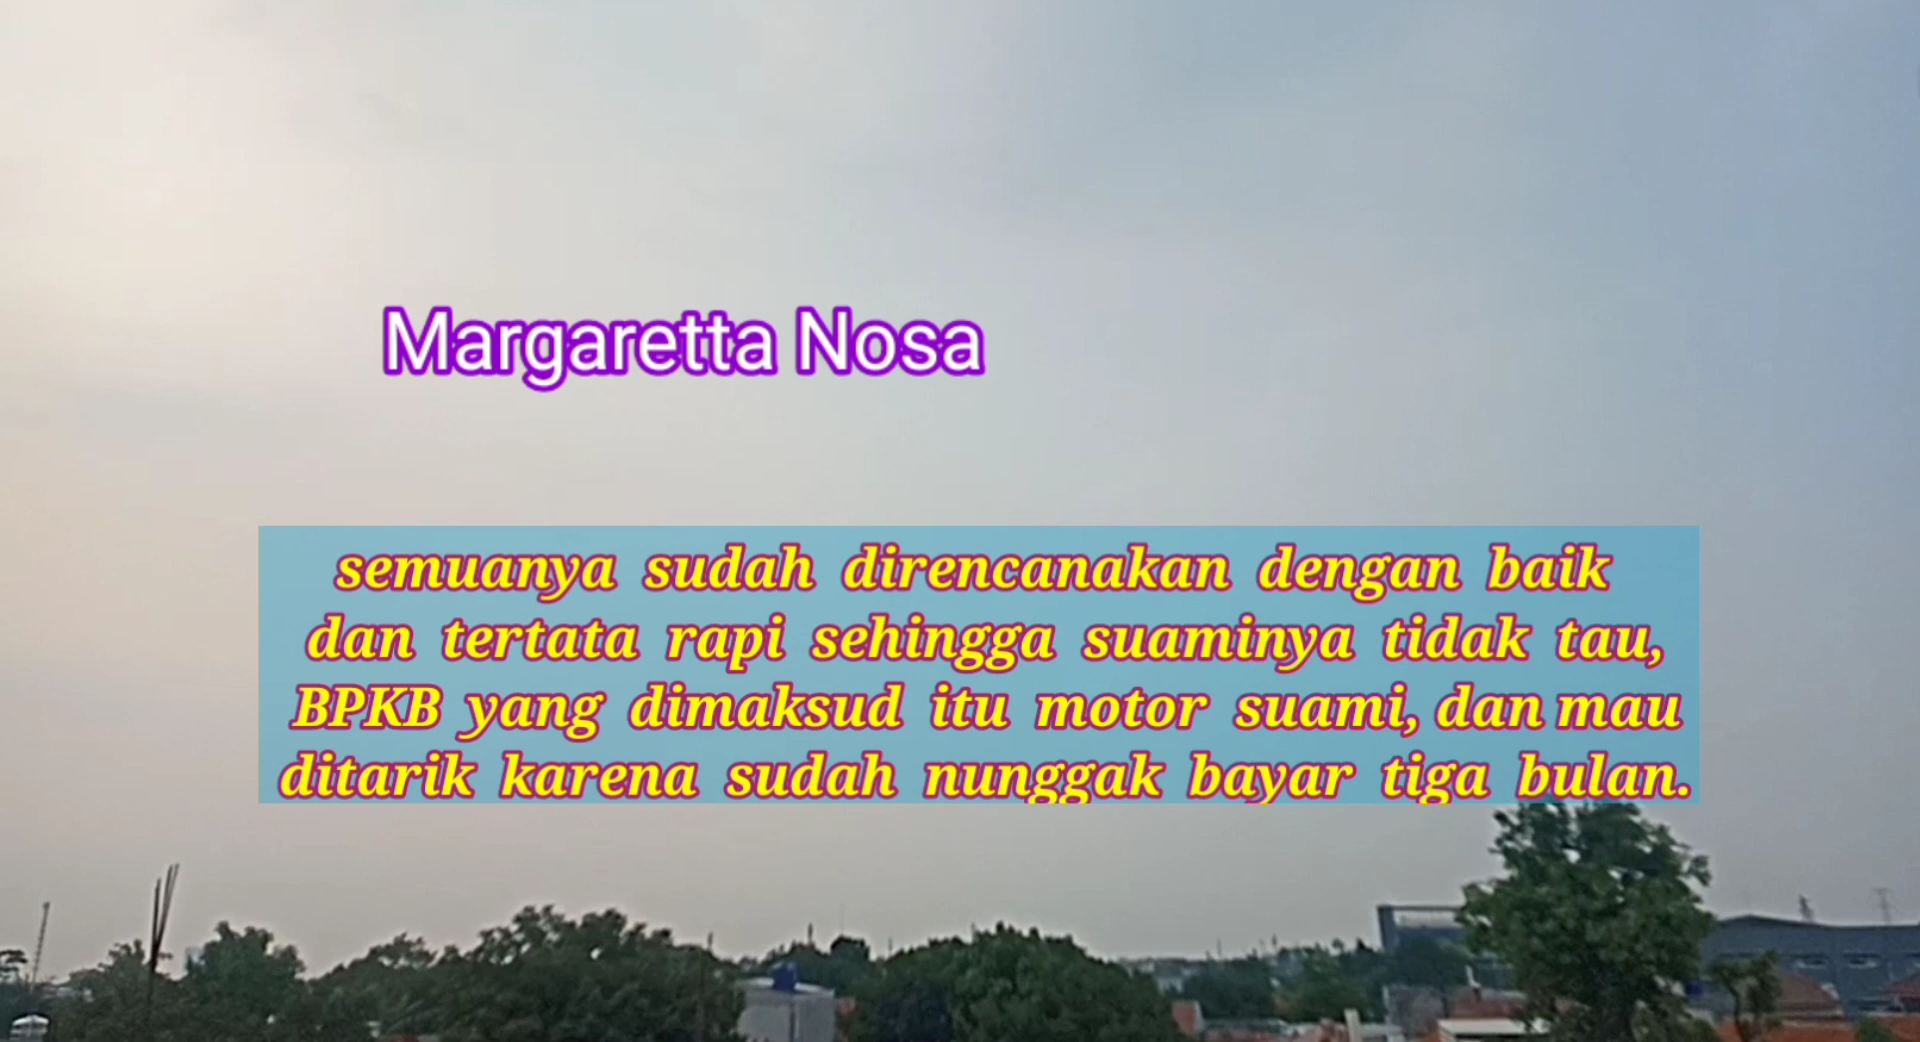 Margaretta Nosa
semuanya sudah direncanakan dengan baik
dan tertata rapi sehingga suaminya tidak tau,
BPKB yang dimaksud itu motor suami, dan mau
ditarik karena sudah nunggak bayar tiga bulan.